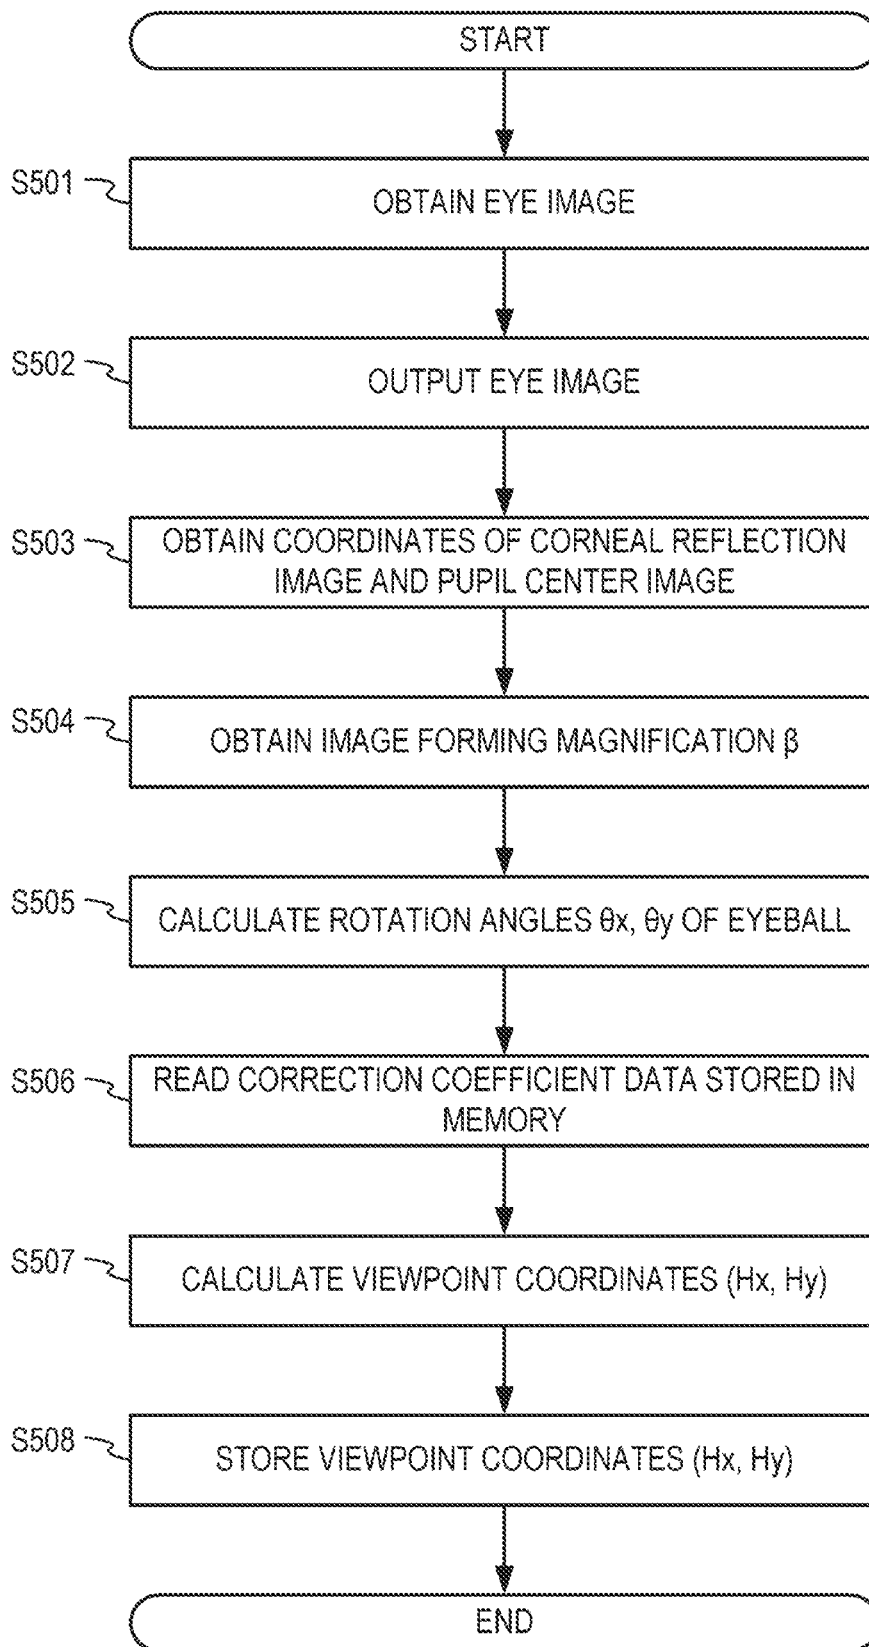 START
S501
OBTAIN EYE IMAGE
S502
OUTPUT EYE IMAGE
S503
OBTAIN COORDINATES OF CORNEAL REFLECTION
IMAGE AND PUPIL CENTER IMAGE
S504
OBTAIN IMAGE FORMING MAGNIFICATION β
S505
CALCULATE ROTATION ANGLES θx, θy OF EYEBALL
S506
READ CORRECTION COEFFICIENT DATA STORED IN
MEMORY
S507
CALCULATE VIEWPOINT COORDINATES (Hx, Hy)
S508
STORE VIEWPOINT COORDINATES (Hx, Hy)
END